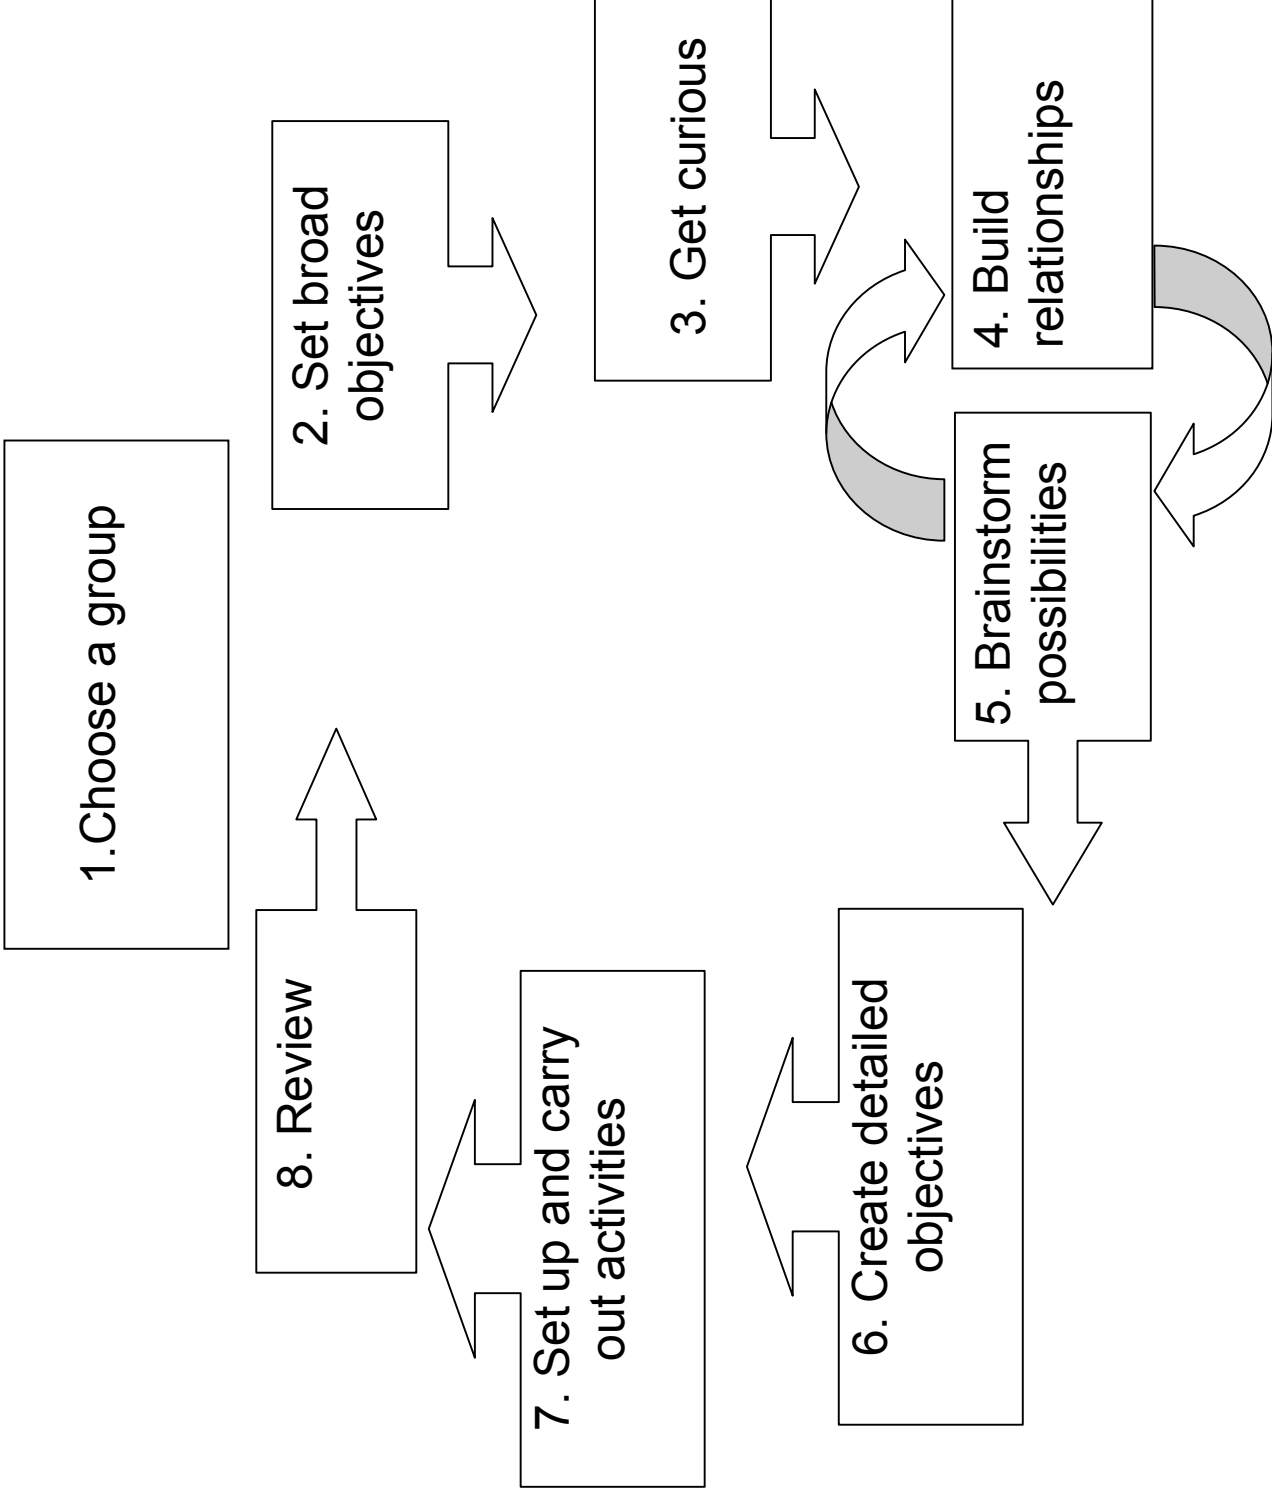 1.Choose a group
2. Set broad
objectives
3. Get curious
4. Build
relationships
5. Brainstorm
possibilities
6. Create detailed
objectives
7. Set up and carry
out activities
8. Review